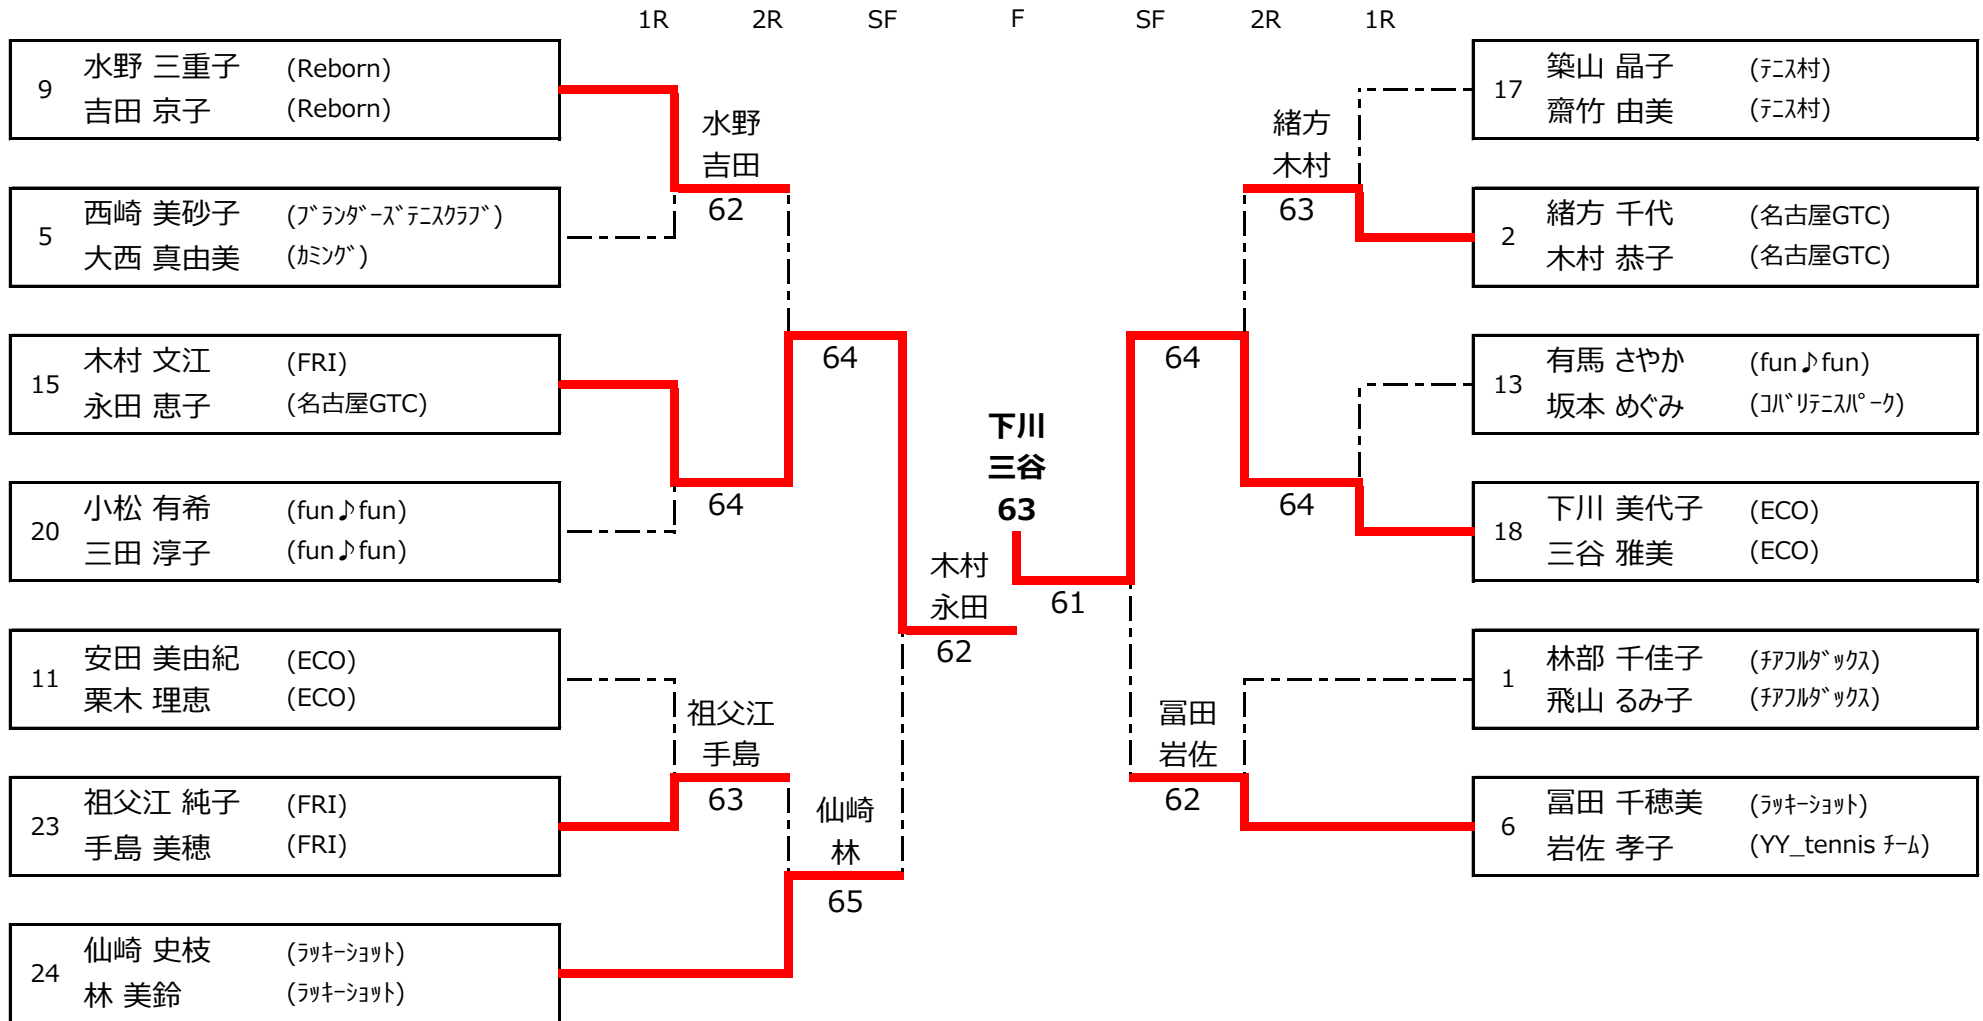 1R 2R SF F SF 2R 1R
9
水野 三重子 (Reborn)
吉田 京子 (Reborn)
5
西崎 美砂子 (ﾌﾞﾗﾝﾀﾞｰｽﾞﾃﾆｽｸﾗﾌﾞ)
大西 真由美 (ｶﾐﾝｸﾞ)
15
木村 文江 (FRI)
永田 恵子 (名古屋GTC)
20
小松 有希 (fun♪fun)
三田 淳子 (fun♪fun)
11
安田 美由紀 (ECO)
栗木 理恵 (ECO)
23
祖父江 純子 (FRI)
手島 美穂 (FRI)
24
仙崎 史枝 (ﾗｯｷｰｼｮｯﾄ)
林 美鈴 (ﾗｯｷｰｼｮｯﾄ)
水野
吉田
62
64
祖父江
手島
63
64
仙崎
林
65
木村
永田
62
下川
三谷
63
61
64
冨田
岩佐
62
緒方
木村
63
64
17
築山 晶子 (ﾃﾆｽ村)
齋竹 由美 (ﾃﾆｽ村)
2
緒方 千代 (名古屋GTC)
木村 恭子 (名古屋GTC)
13
有馬 さやか (fun♪fun)
坂本 めぐみ (ｺﾊﾞﾘﾃﾆｽﾊﾟｰｸ)
18
下川 美代子 (ECO)
三谷 雅美 (ECO)
1
林部 千佳子 (ﾁｱﾌﾙﾀﾞｯｸｽ)
飛山 るみ子 (ﾁｱﾌﾙﾀﾞｯｸｽ)
6
冨田 千穂美 (ﾗｯｷｰｼｮｯﾄ)
岩佐 孝子 (YY_tennis ﾁｰﾑ)